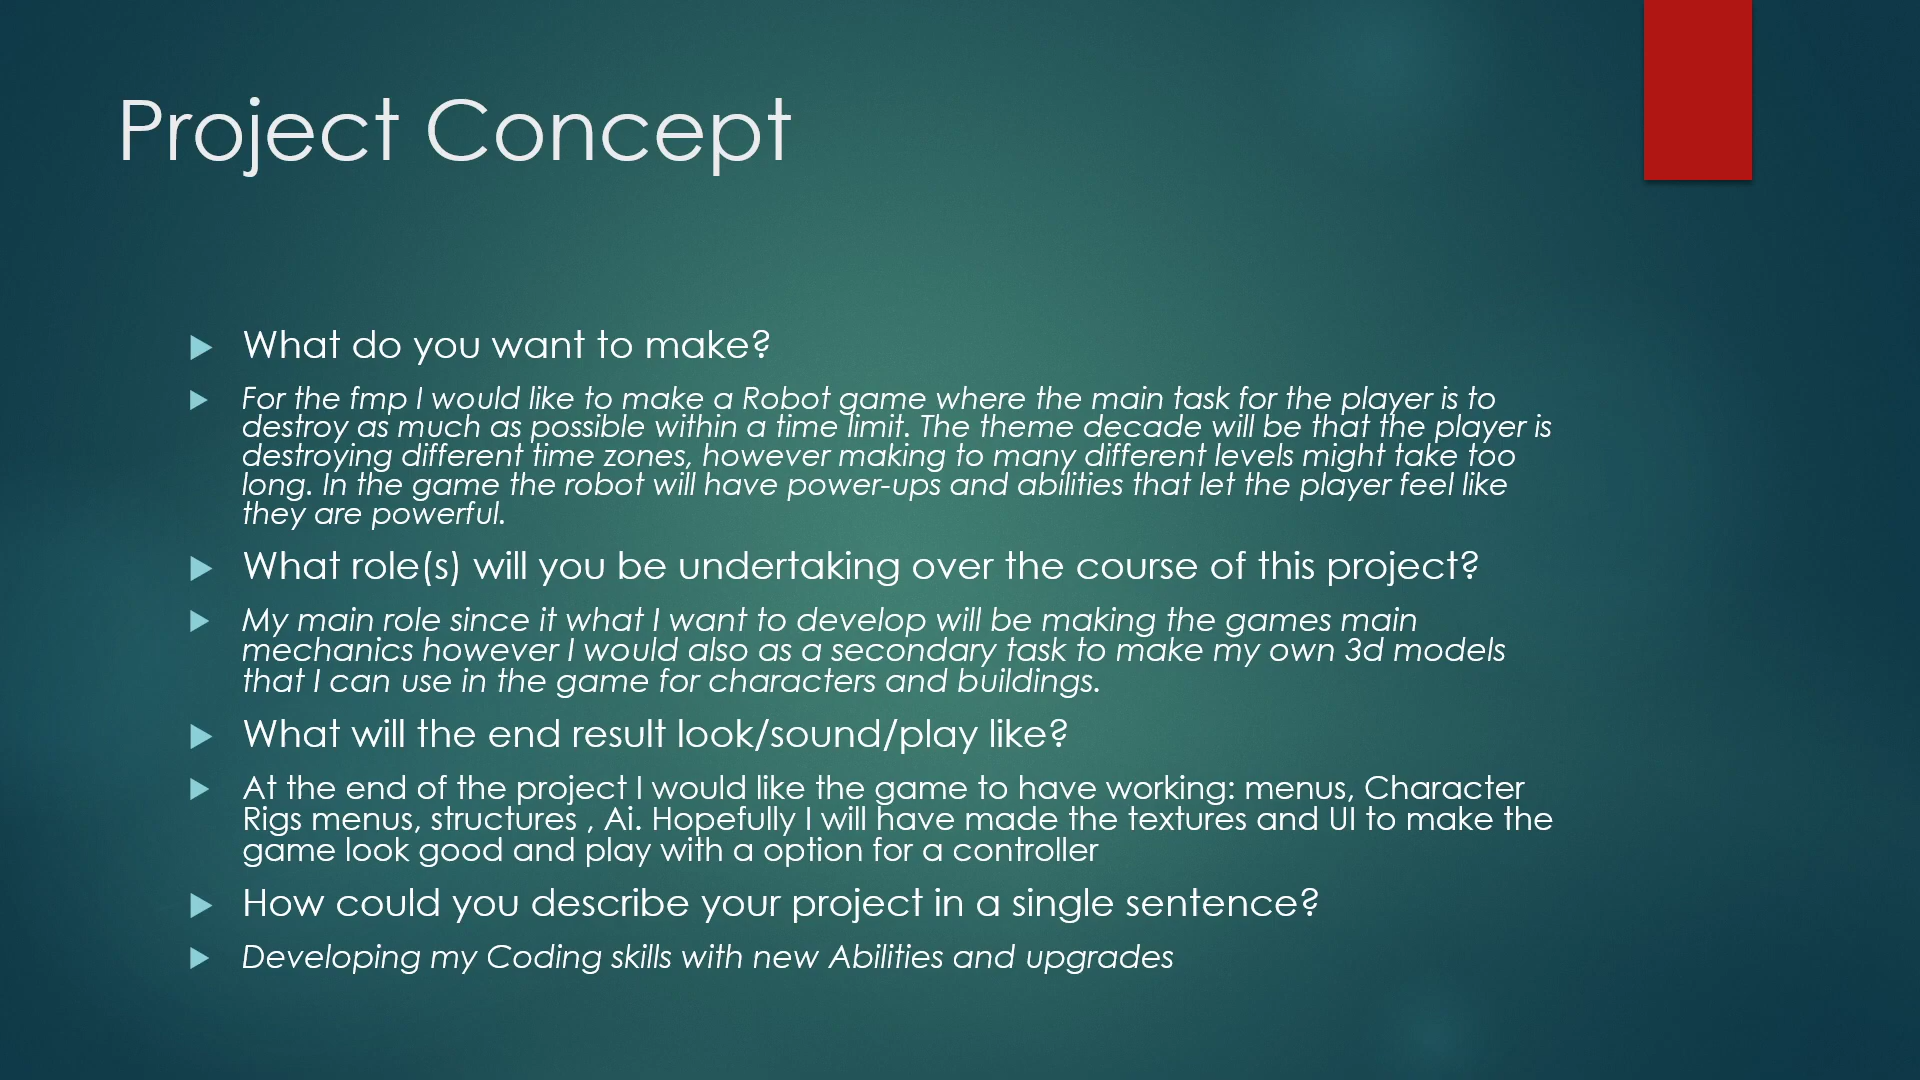 Project Concept
What do you want to make?
For the fmp I would like to make a Robot game where the main task for the player is to
destroy as much as possible within a time limit. The theme decade will be that the player is
destroying different time zones, however making to many different levels might take too
long. In the game the robot will have power-ups and abilities that let the player feel like
they are powerful.
What role(s) will you be undertaking over the course of this project?
My main role since it what I want to develop will be making the games main
mechanics however I would also as a secondary task to make my own 3d models
that I can use in the game for characters and buildings.
What will the end result look/sound/play like?
At the end of the project I would like the game to have working: menus, Character
Rigs menus, structures , Ai. Hopefully I will have made the textures and UI to make the
game look good and play with a option for a controller
How could you describe your project in a single sentence?
Developing my Coding skills with new Abilities and upgrades